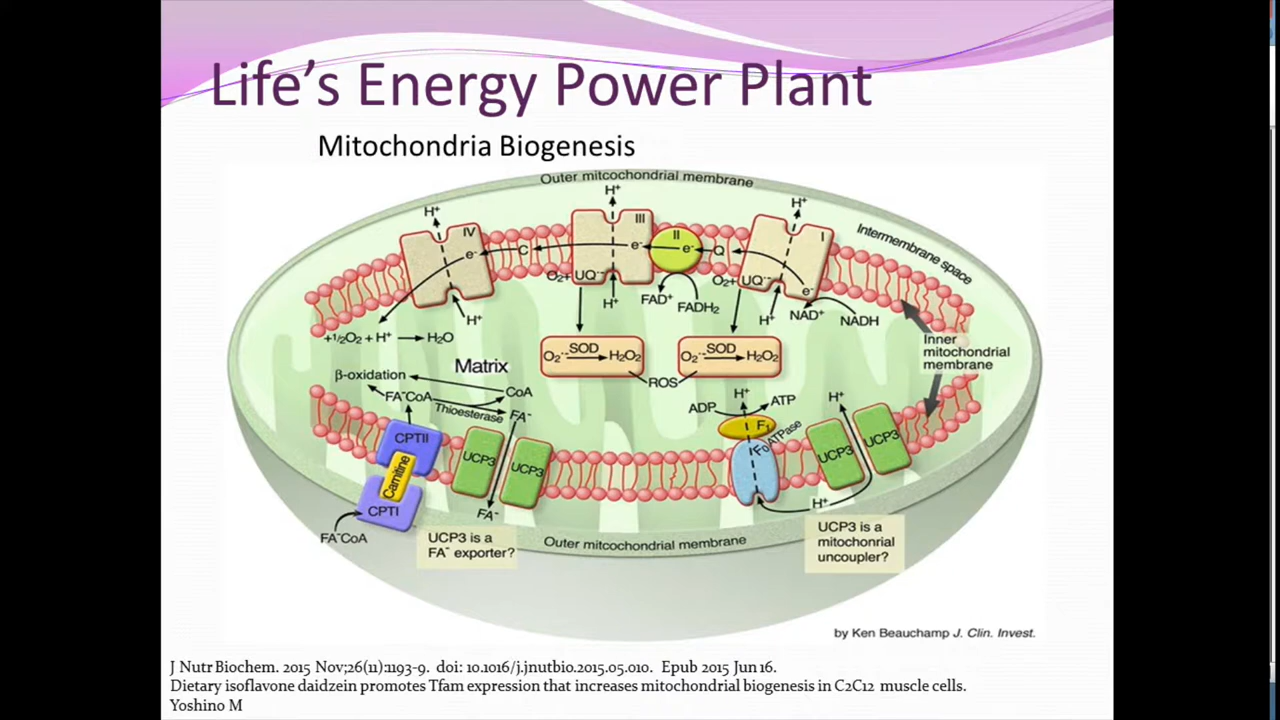 Life's Energy Power Plant
Mitochondria Biogenesis
Outer mitcochondrial membrane
H+
H+
H+
IV
III
II
I
Intermembrane space
e-
C
e-
e-
Q
e-
O2+ UQ·-
O2+ UQ·-
H+
H+
FAD+
FADH2
H+
NAD+
NADH
+1/2O2 + H+
H2O
Inner
mitochondrial
membrane
O2·-
SOD
H2O2
O2·-
SOD
H2O2
Matrix
ROS
β-oxidation
CoA
FA-CoA
Thioesterase
FA-
H+
ADP
ATP
H+
F1
F0
ATPase
CPTII
Carnitine
CPTI
UCP3
UCP3
UCP3
UCP3
FA-
H+
FA-CoA
UCP3 is a
FA- exporter?
Outer mitcochondrial membrane
UCP3 is a
mitochonrial
uncoupler?
by Ken Beauchamp J. Clin. Invest.
J Nutr Biochem. 2015 Nov;26(11):1193-9. doi: 10.1016/j.jnutbio.2015.05.010. Epub 2015 Jun 16.
Dietary isoflavone daidzein promotes Tfam expression that increases mitochondrial biogenesis in C2C12 muscle cells.
Yoshino M